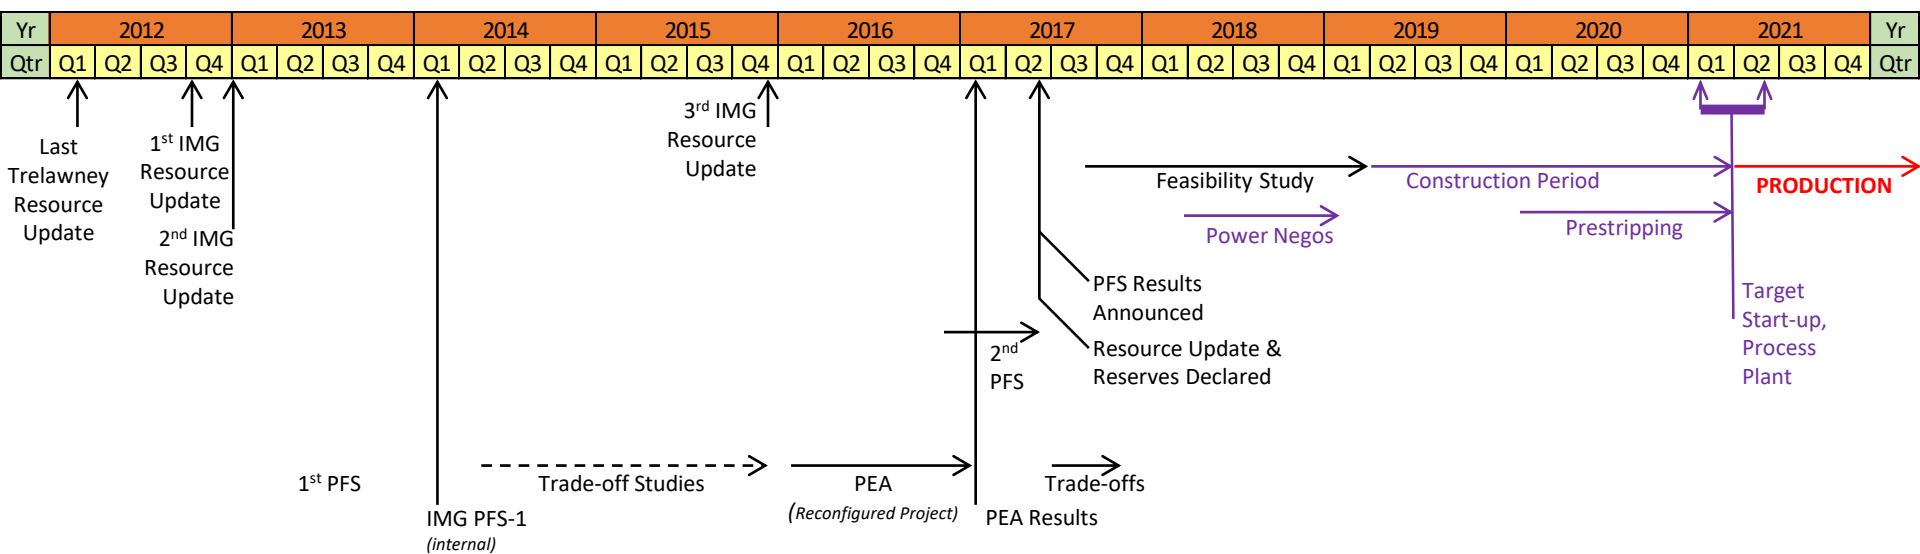 Yr 2012 2013 2014 2015 2016 2017 2018 2019 2020 2021 Yr
Qtr Q1 Q2 Q3 Q4 Q1 Q2 Q3 Q4 Q1 Q2 Q3 Q4 Q1 Q2 Q3 Q4 Q1 Q2 Q3 Q4 Q1 Q2 Q3 Q4 Q1 Q2 Q3 Q4 Q1 Q2 Q3 Q4 Q1 Q2 Q3 Q4 Q1 Q2 Q3 Q4 Qtr
Last
Trelawney
Resource
Update
1st IMG
Resource
Update
2nd IMG
Resource
Update
3rd IMG
Resource
Update
Feasibility Study
Construction Period
PRODUCTION
Power Negos
Prestripping
PFS Results
Announced
Resource Update &
Reserves Declared
Target
Start-up,
Process
Plant
2nd
PFS
1st PFS
IMG PFS-1
(internal)
Trade-off Studies
PEA
(Reconfigured Project)
PEA Results
Trade-offs